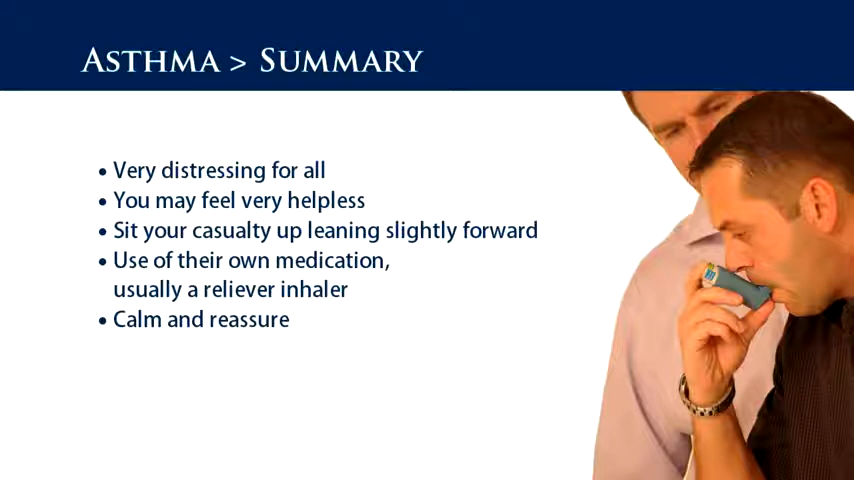 ASTHMA > SUMMARY
• Very distressing for all
• You may feel very helpless
• Sit your casualty up leaning slightly forward
• Use of their own medication,
usually a reliever inhaler
• Calm and reassure